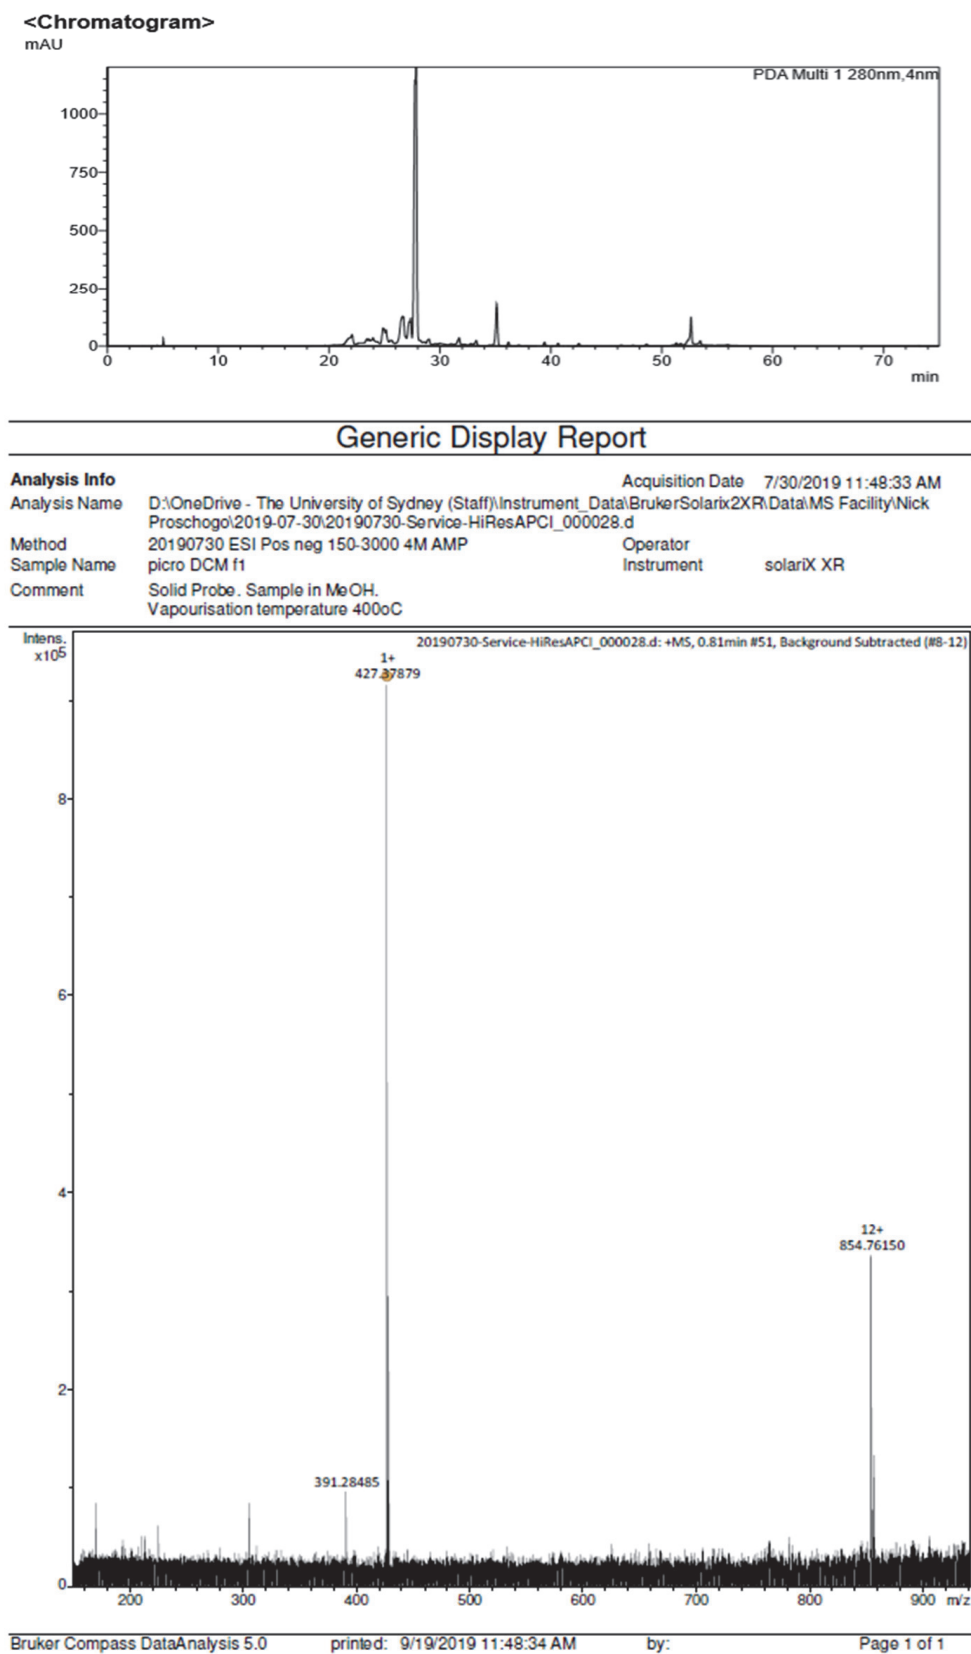 <Chromatogram>
mAU
PDA Multi 1 280nm,4nm
1000
750
500
250
0
0 10 20 30 40 50 60 70
min
Generic Display Report
Analysis Info
Acquisition Date 7/30/2019 11:48:33 AM
Analysis Name D:\OneDrive - The University of Sydney (Staff)\Instrument_Data\BrukerSolarix2XR\Data\MS Facility\Nick
Proschogo\2019-07-30\20190730-Service-HiResAPCI_000028.d
Method 20190730 ESI Pos neg 150-3000 4M AMP Operator
Sample Name picro DCM f1 Instrument solariX XR
Comment Solid Probe. Sample in MeOH.
Vapourisation temperature 400oC
Intens.
x10⁵
20190730-Service-HiResAPCI_000028.d: +MS, 0.81min #51, Background Subtracted (#8-12)
1+
427.37879
8
6
4
12+
854.76150
2
391.28485
0
200 300 400 500 600 700 800 900 m/z
Bruker Compass DataAnalysis 5.0 printed: 9/19/2019 11:48:34 AM by: Page 1 of 1